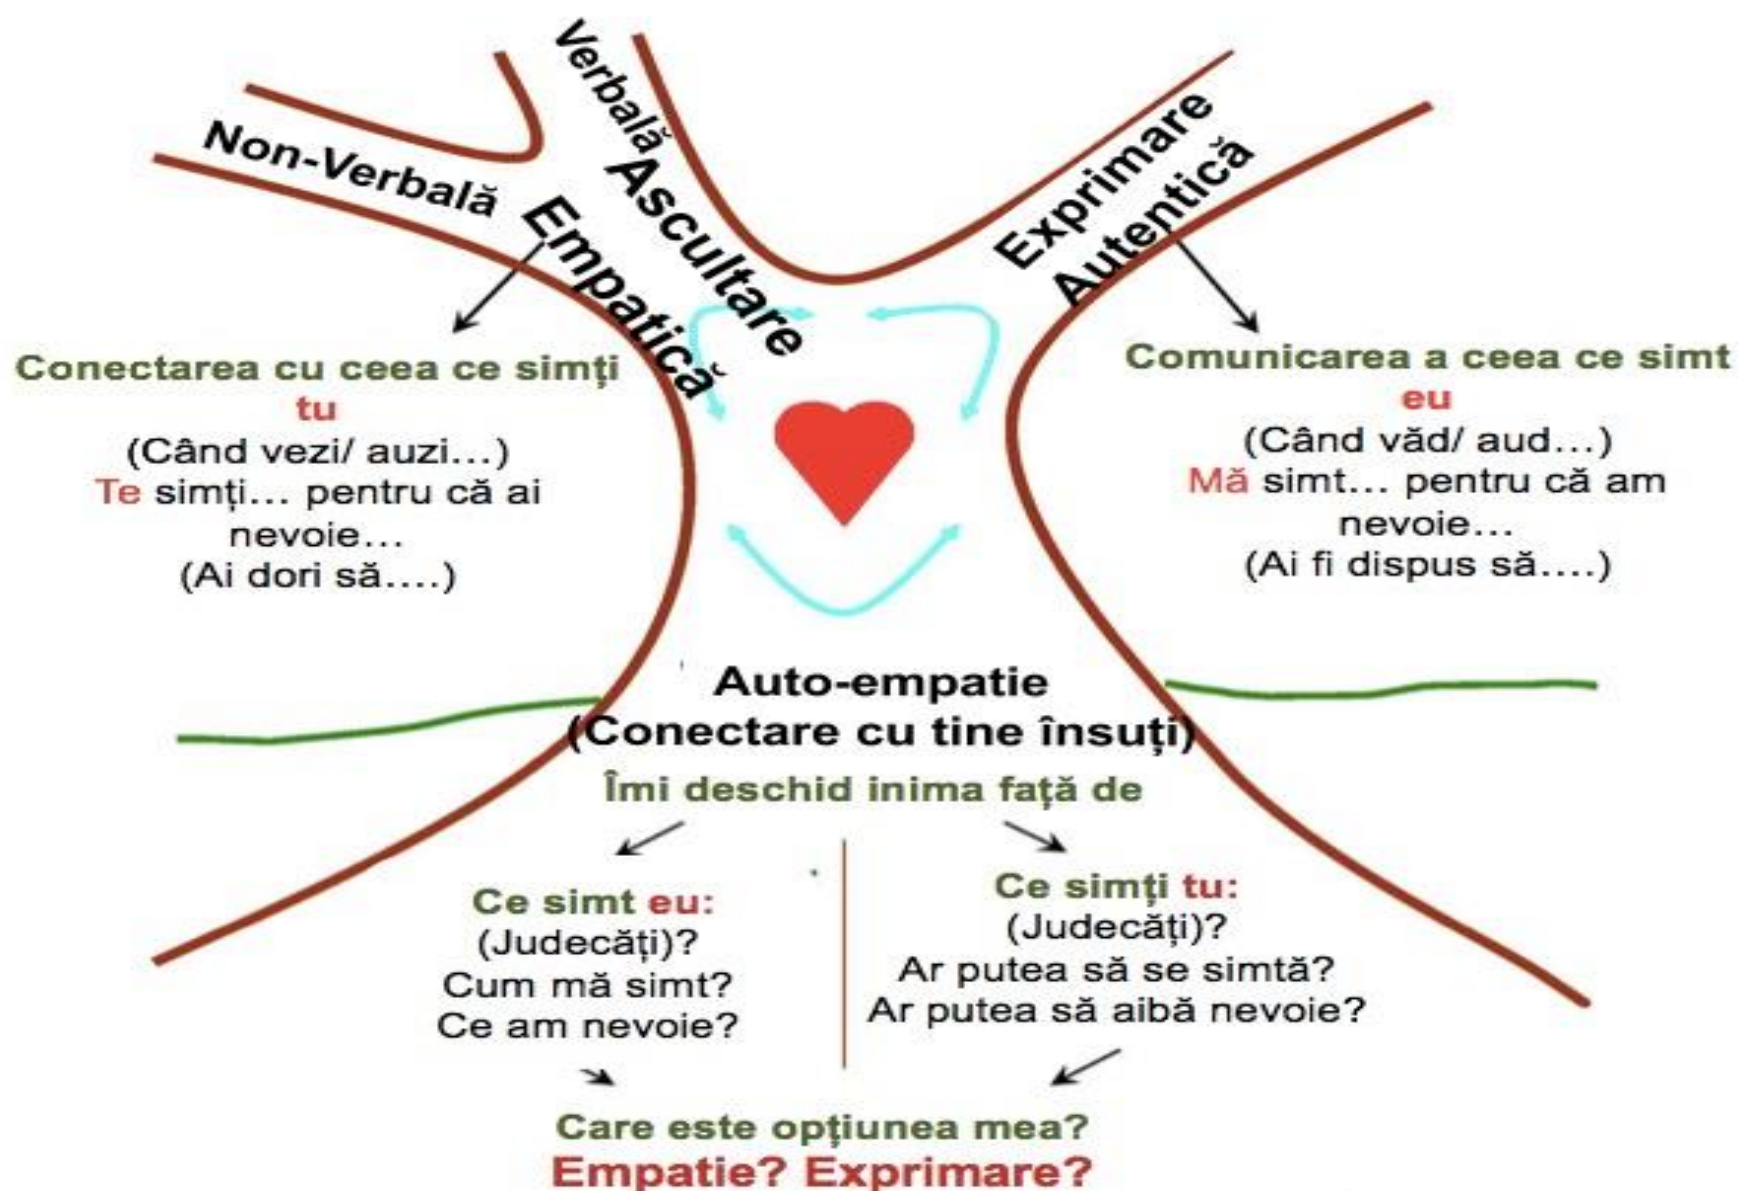 Non-Verbală
Verbală
Ascultare
Empatică
Exprimare
Autentică
Conectarea cu ceea ce simți
tu
(Când vezi/ auzi...)
Te simți... pentru că ai
nevoie...
(Ai dori să....)
Comunicarea a ceea ce simt
eu
(Când văd/ aud...)
Mă simt... pentru că am
nevoie...
(Ai fi dispus să....)
Auto-empatie
(Conectare cu tine însuți)
Îmi deschid inima față de
Ce simt eu:
(Judecăți)?
Cum mă simt?
Ce am nevoie?
Ce simți tu:
(Judecăți)?
Ar putea să se simtă?
Ar putea să aibă nevoie?
Care este opțiunea mea?
Empatie? Exprimare?